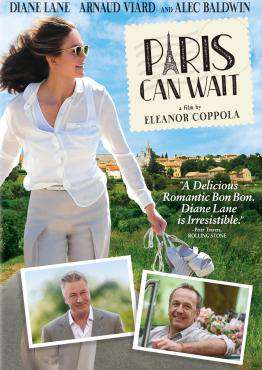 DIANE LANE ARNAUD VIARD AND ALEC BALDWIN
PARIS
CAN WAIT
a film by
ELEANOR COPPOLA
"A Delicious
Romantic Bon Bon.
Diane Lane
is Irresistible."
-Peter Travers,
ROLLING STONE